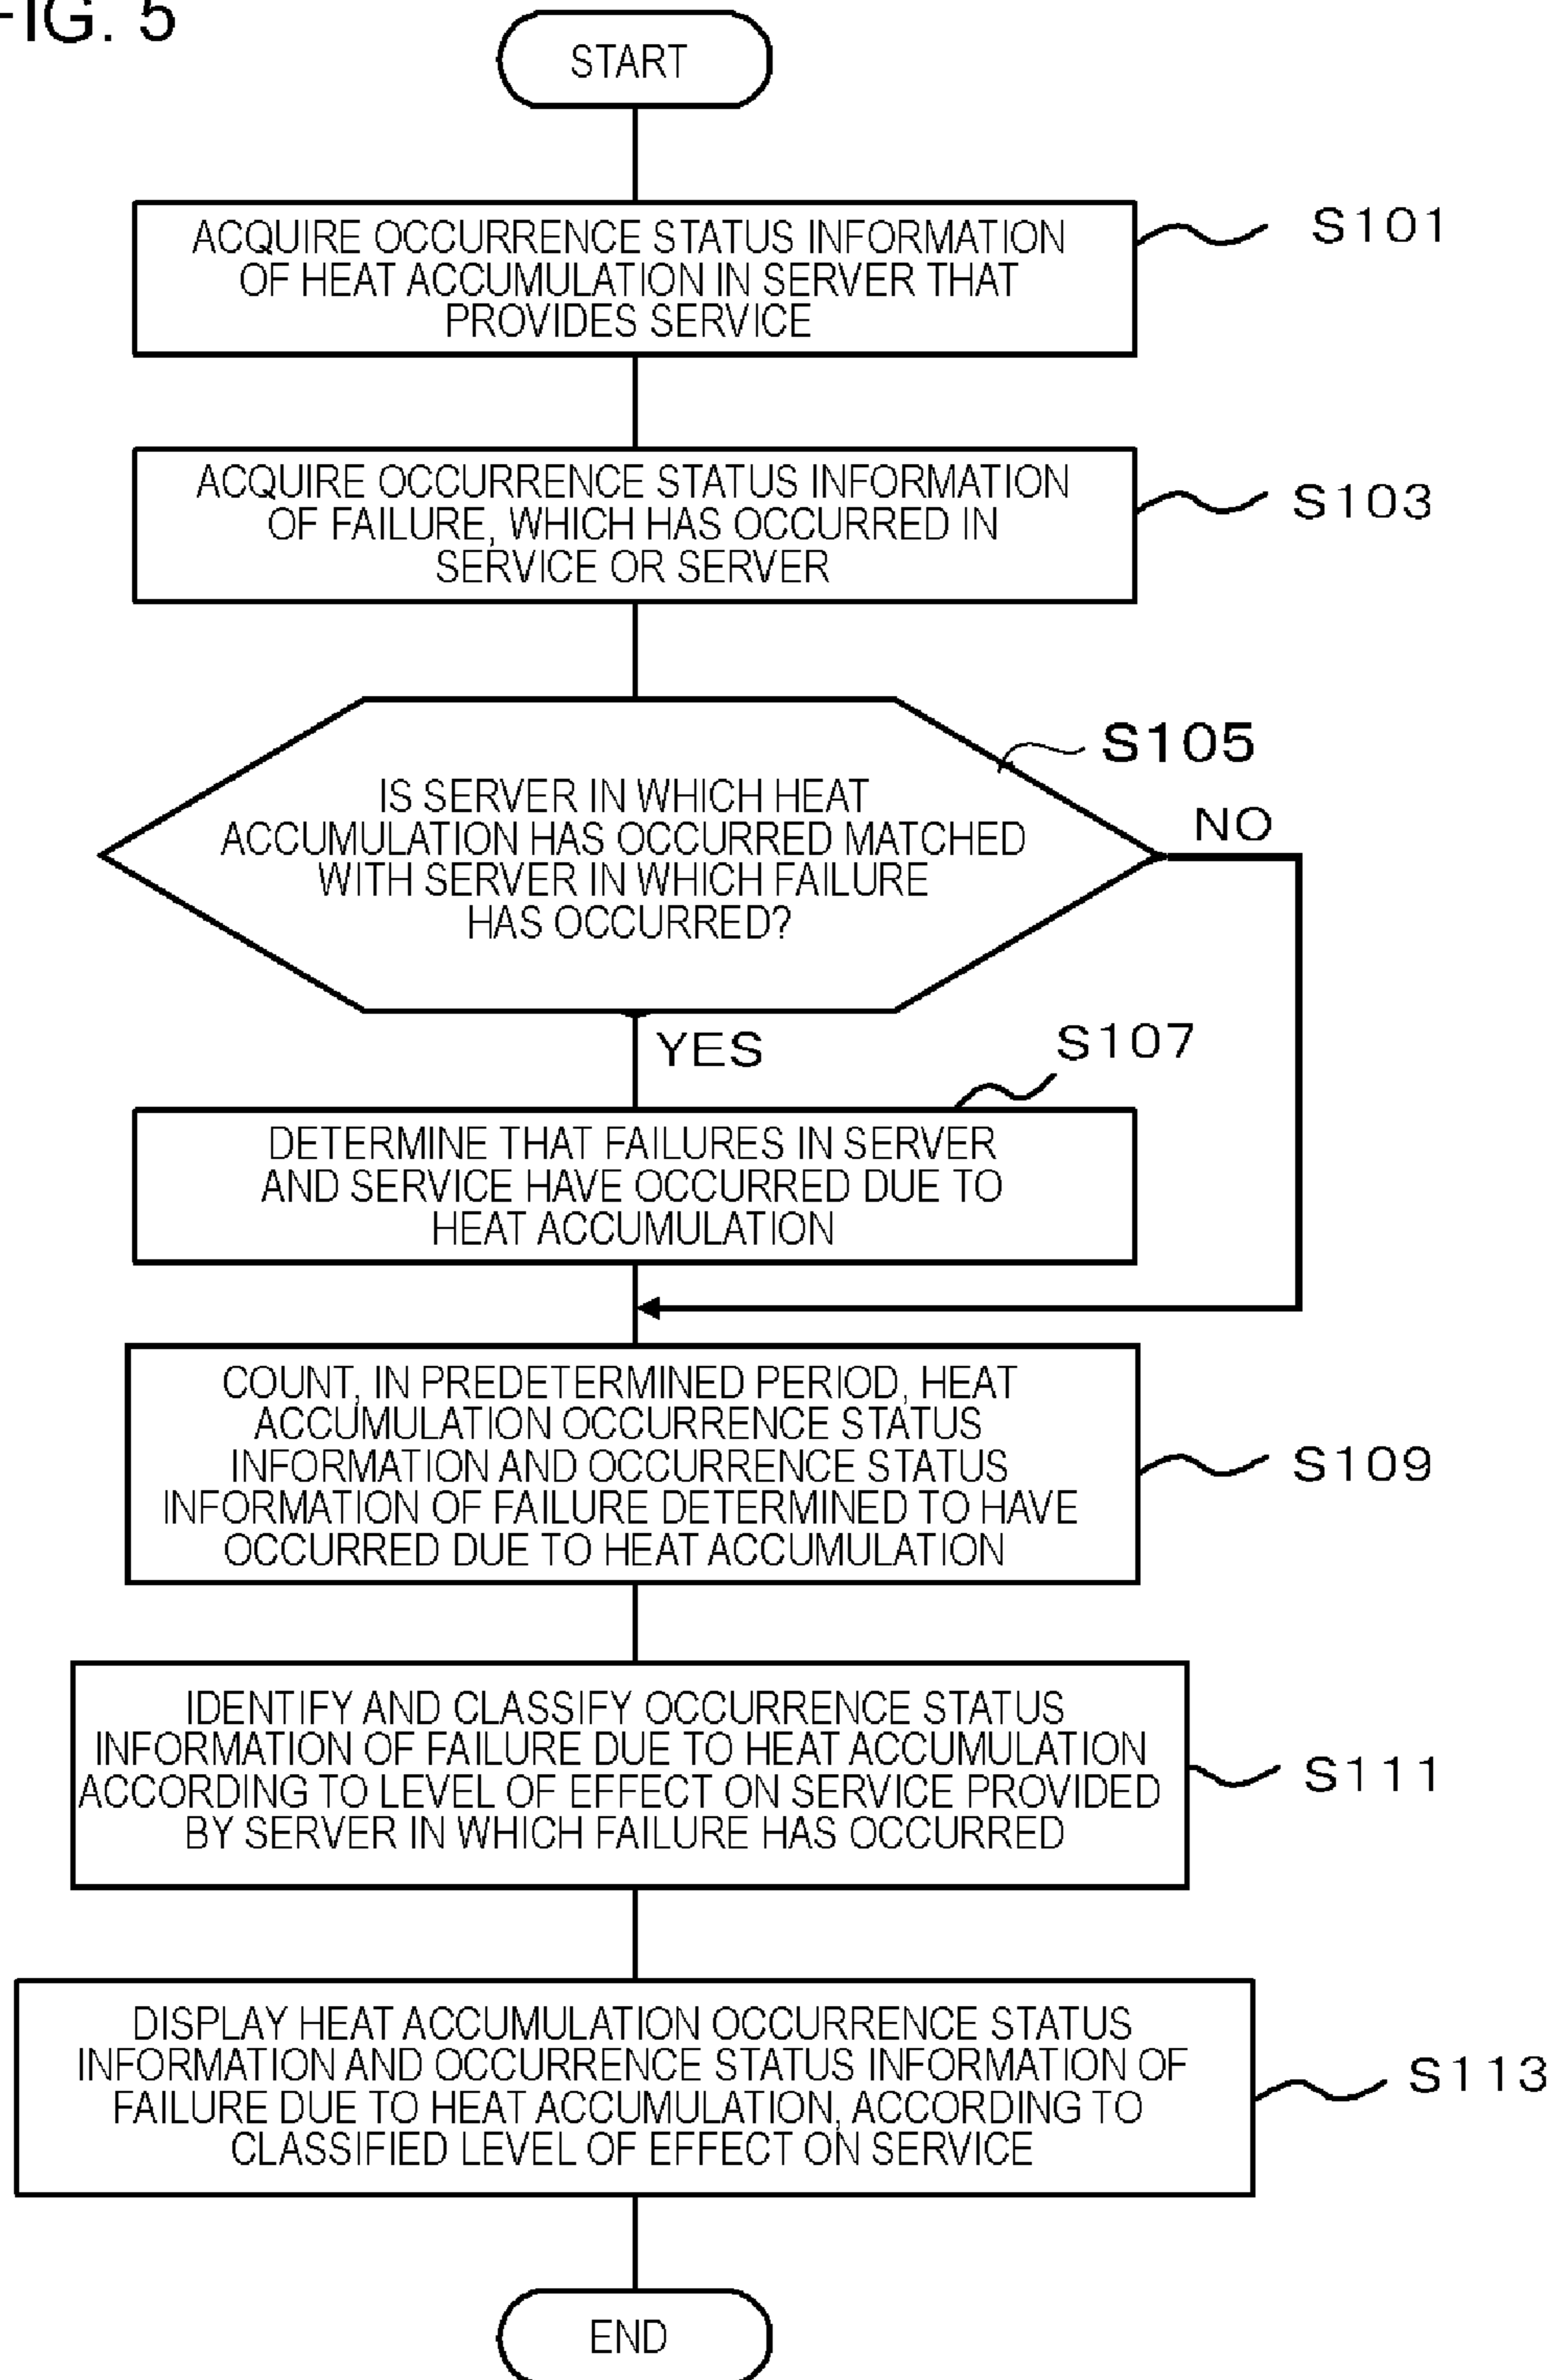 FIG. 5
START
ACQUIRE OCCURRENCE STATUS INFORMATION
OF HEAT ACCUMULATION IN SERVER THAT
PROVIDES SERVICE
S101
ACQUIRE OCCURRENCE STATUS INFORMATION
OF FAILURE, WHICH HAS OCCURRED IN
SERVICE OR SERVER
S103
IS SERVER IN WHICH HEAT
ACCUMULATION HAS OCCURRED MATCHED
WITH SERVER IN WHICH FAILURE
HAS OCCURRED?
S105
NO
YES
S107
DETERMINE THAT FAILURES IN SERVER
AND SERVICE HAVE OCCURRED DUE TO
HEAT ACCUMULATION
COUNT, IN PREDETERMINED PERIOD, HEAT
ACCUMULATION OCCURRENCE STATUS
INFORMATION AND OCCURRENCE STATUS
INFORMATION OF FAILURE DETERMINED TO HAVE
OCCURRED DUE TO HEAT ACCUMULATION
S109
IDENTIFY AND CLASSIFY OCCURRENCE STATUS
INFORMATION OF FAILURE DUE TO HEAT ACCUMULATION
ACCORDING TO LEVEL OF EFFECT ON SERVICE PROVIDED
BY SERVER IN WHICH FAILURE HAS OCCURRED
S111
DISPLAY HEAT ACCUMULATION OCCURRENCE STATUS
INFORMATION AND OCCURRENCE STATUS INFORMATION OF
FAILURE DUE TO HEAT ACCUMULATION, ACCORDING TO
CLASSIFIED LEVEL OF EFFECT ON SERVICE
S113
END